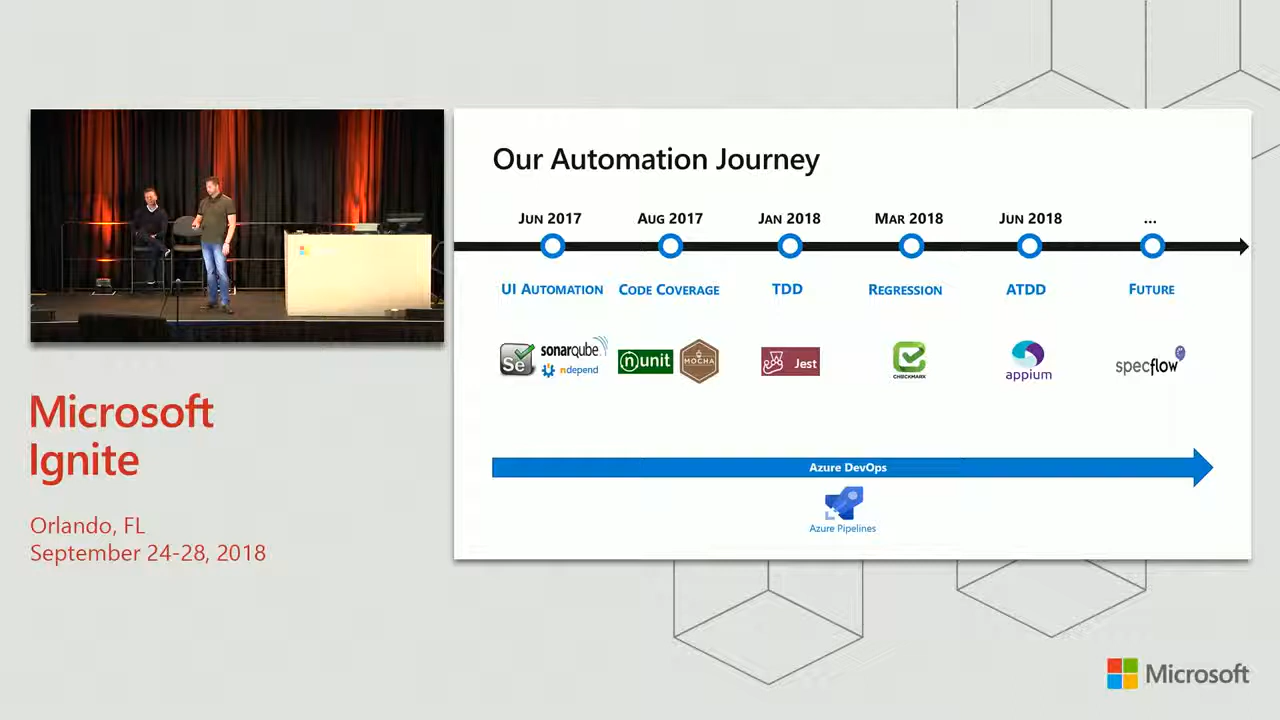 Our Automation Journey
Jun 2017 Aug 2017 Jan 2018 Mar 2018 Jun 2018 ...
UI Automation Code Coverage TDD Regression ATDD Future
Se sonarqube ndepend nunit MOCHA Jest CHECKMARX appium specflow
Azure DevOps
Azure Pipelines
Microsoft
Ignite
Orlando, FL
September 24-28, 2018
Microsoft